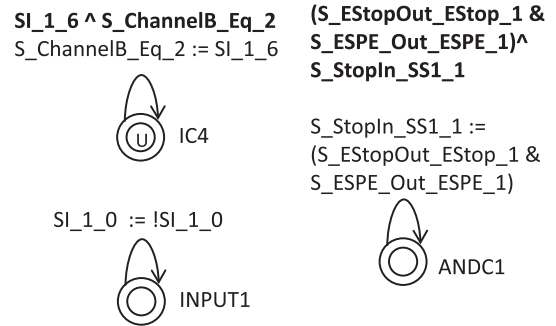 SI_1_6 ^ S_ChannelB_Eq_2
S_ChannelB_Eq_2 := SI_1_6
U
IC4
SI_1_0 := !SI_1_0
INPUT1
(S_EStopOut_EStop_1 &
S_ESPE_Out_ESPE_1)^
S_StopIn_SS1_1
S_StopIn_SS1_1 :=
(S_EStopOut_EStop_1 &
S_ESPE_Out_ESPE_1)
ANDC1